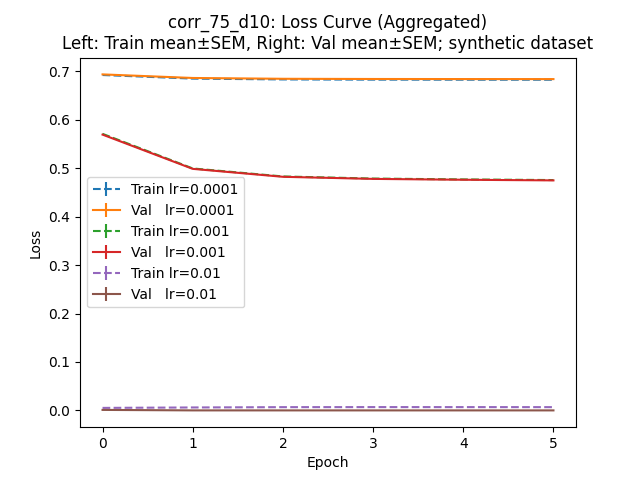 corr_75_d10: Loss Curve (Aggregated)
Left: Train mean±SEM, Right: Val mean±SEM; synthetic dataset
0.7
0.6
0.5
0.4
0.3
0.2
0.1
0.0
Loss
Train lr=0.0001
Val lr=0.0001
Train lr=0.001
Val lr=0.001
Train lr=0.01
Val lr=0.01
0 1 2 3 4 5
Epoch